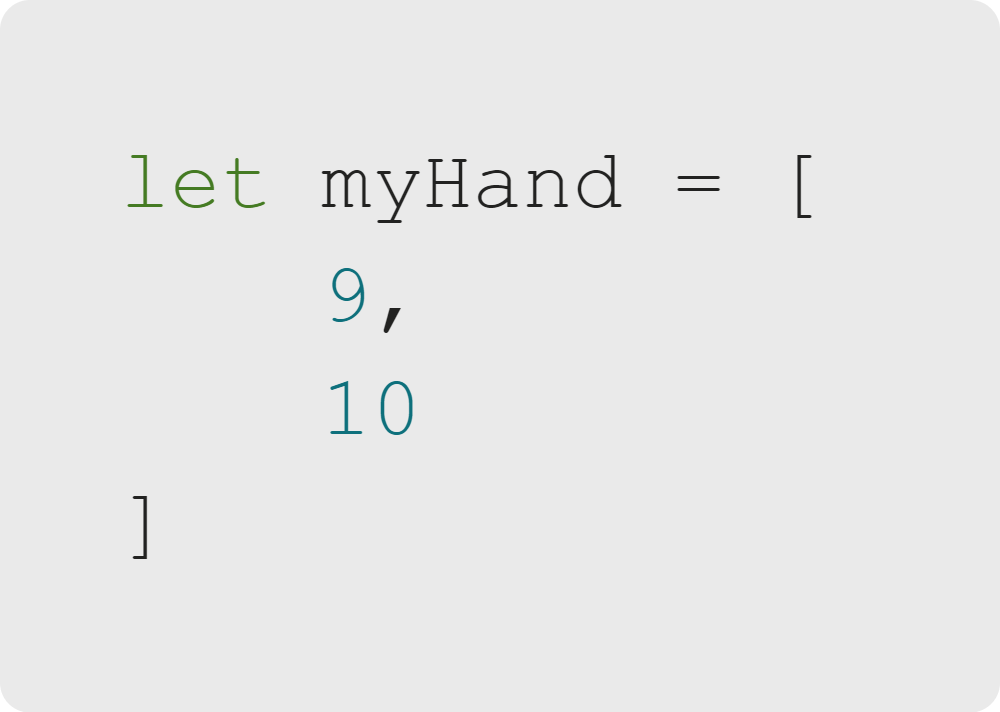 let myHand = [
    9,
    10
]